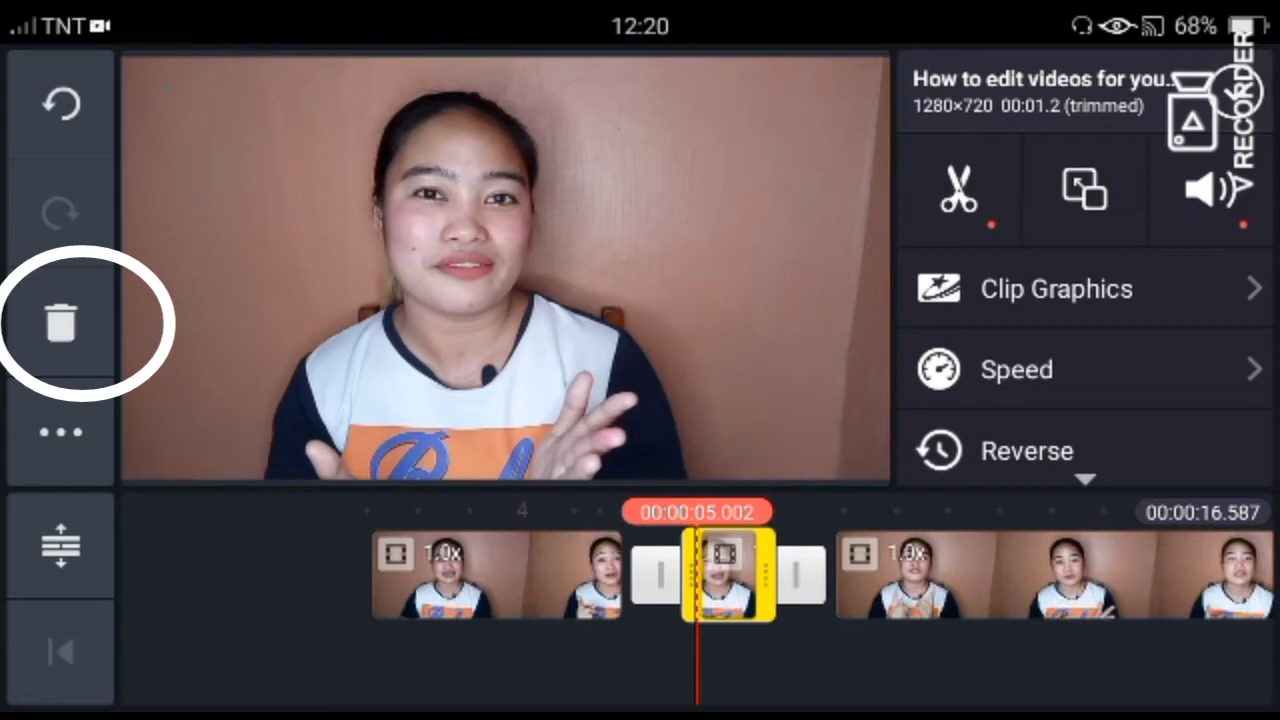 TNT
12:20
68%
RECORDER
How to edit videos for you..
1280×720 00:01.2 (trimmed)
Clip Graphics
Speed
Reverse
4
00:00:05.002
00:00:16.587
1.0x
1.0x